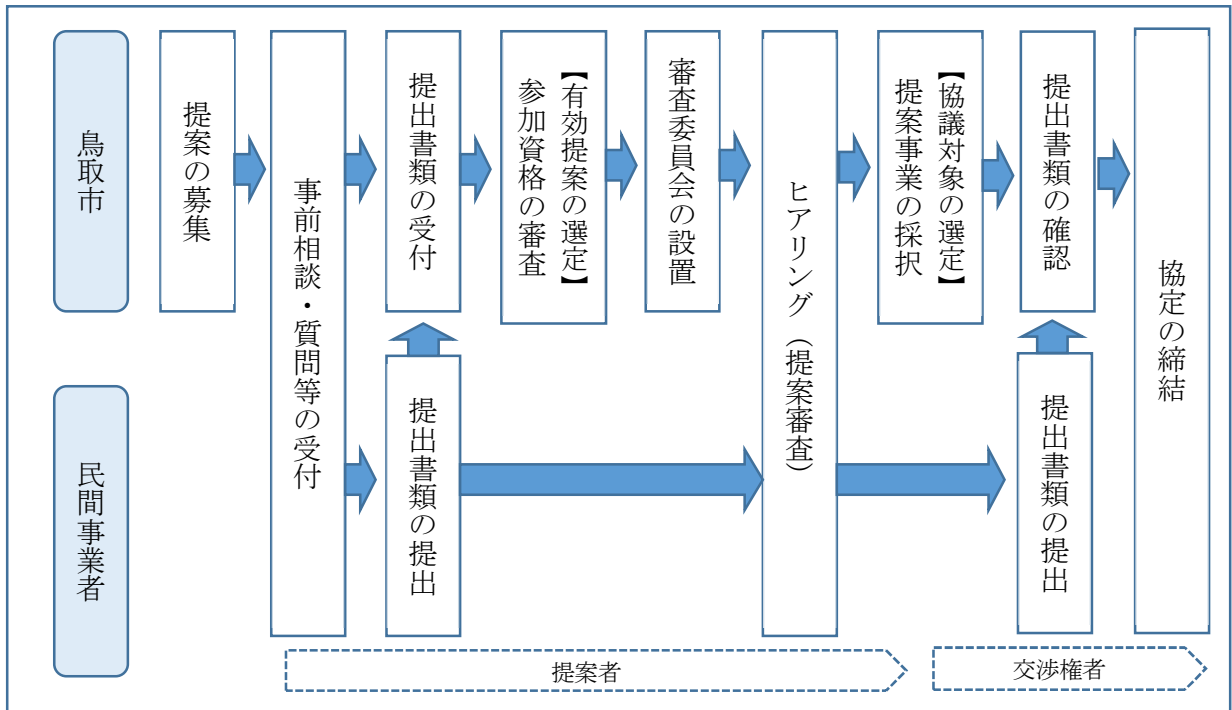 鳥取市
提案の募集
事前相談・質問等の受付
提出書類の受付
【有効提案の選定】
参加資格の審査
審査委員会の設置
ヒアリング（提案審査）
【協議対象の選定】
提案事業の採択
提出書類の確認
協定の締結
民間事業者
提出書類の提出
提出書類の提出
提案者
交渉権者